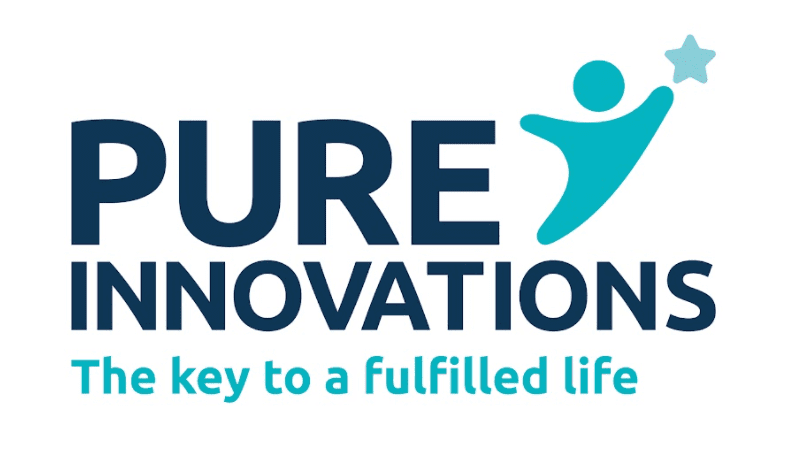 PURE
INNOVATIONS
The key to a fulfilled life